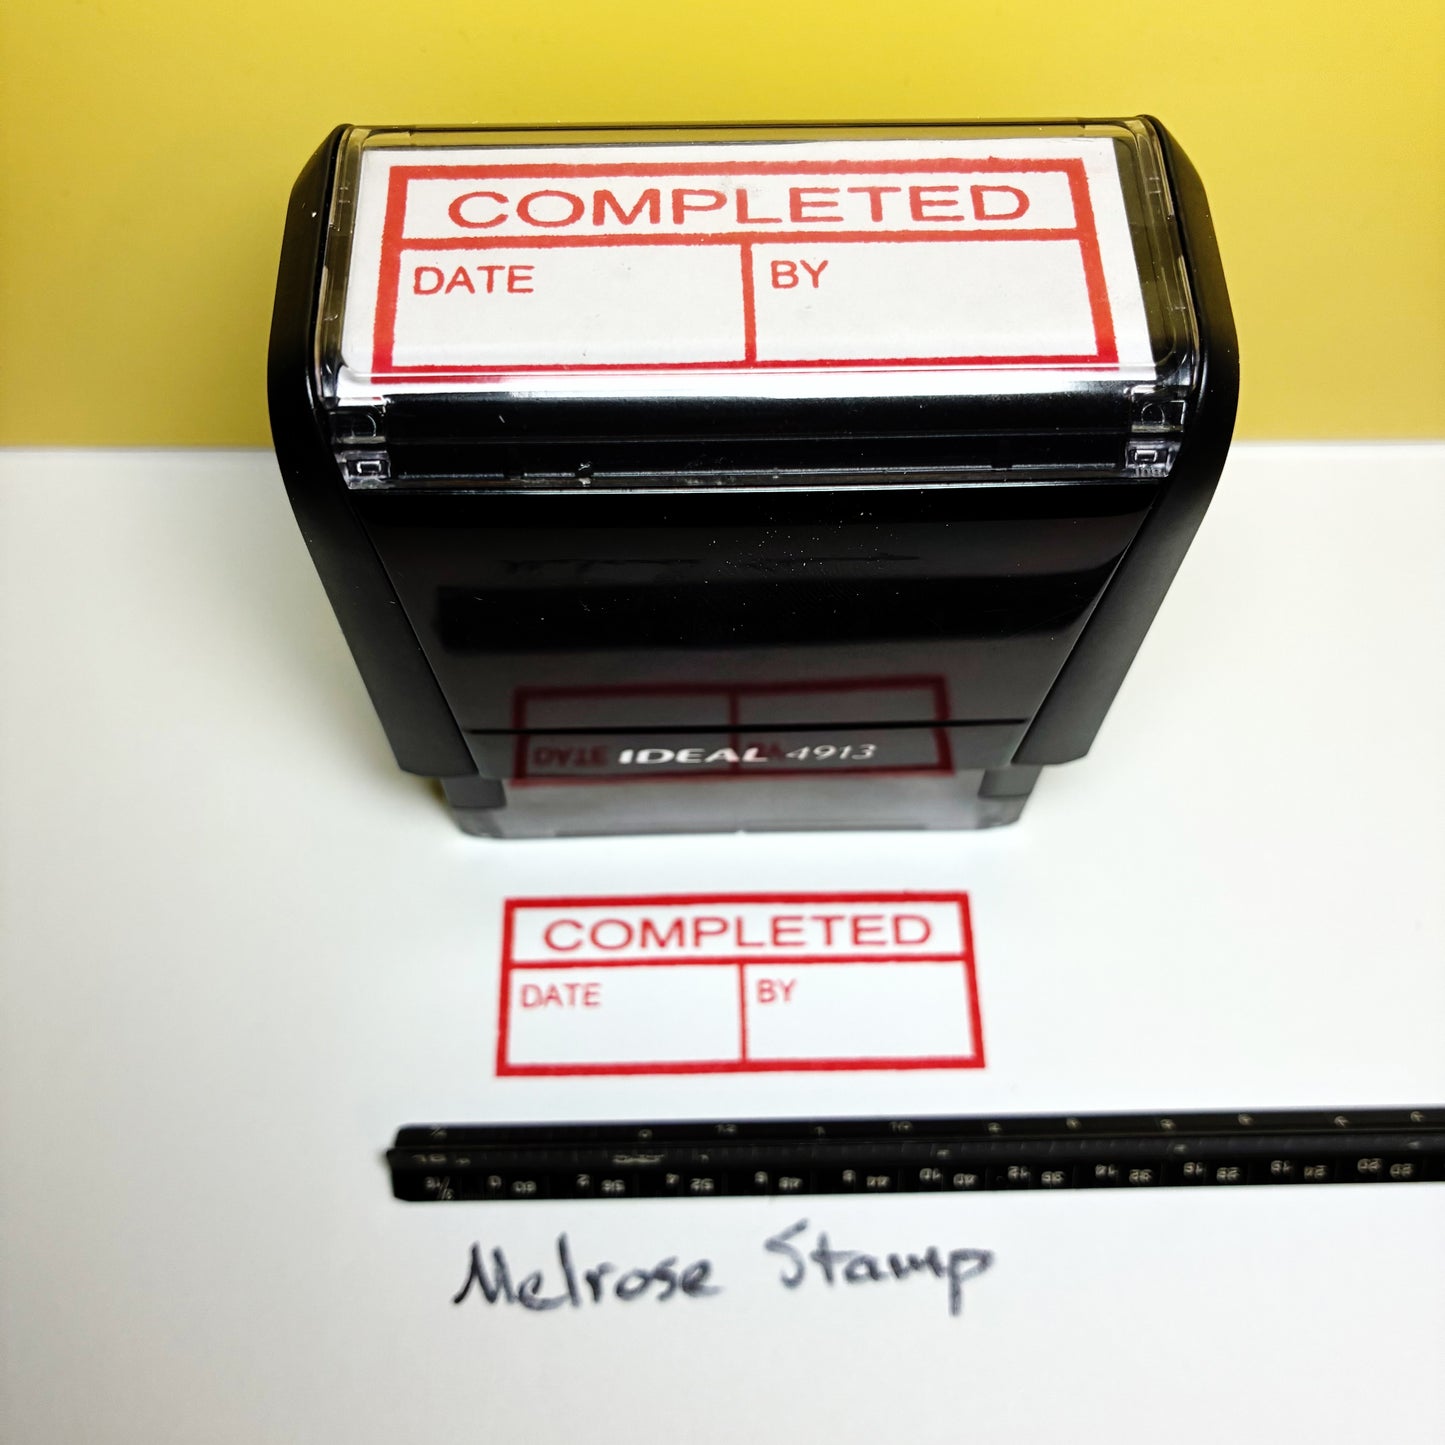 COMPLETED
DATE BY
IDEAL 4913
COMPLETED
DATE BY
Melrose Stamp